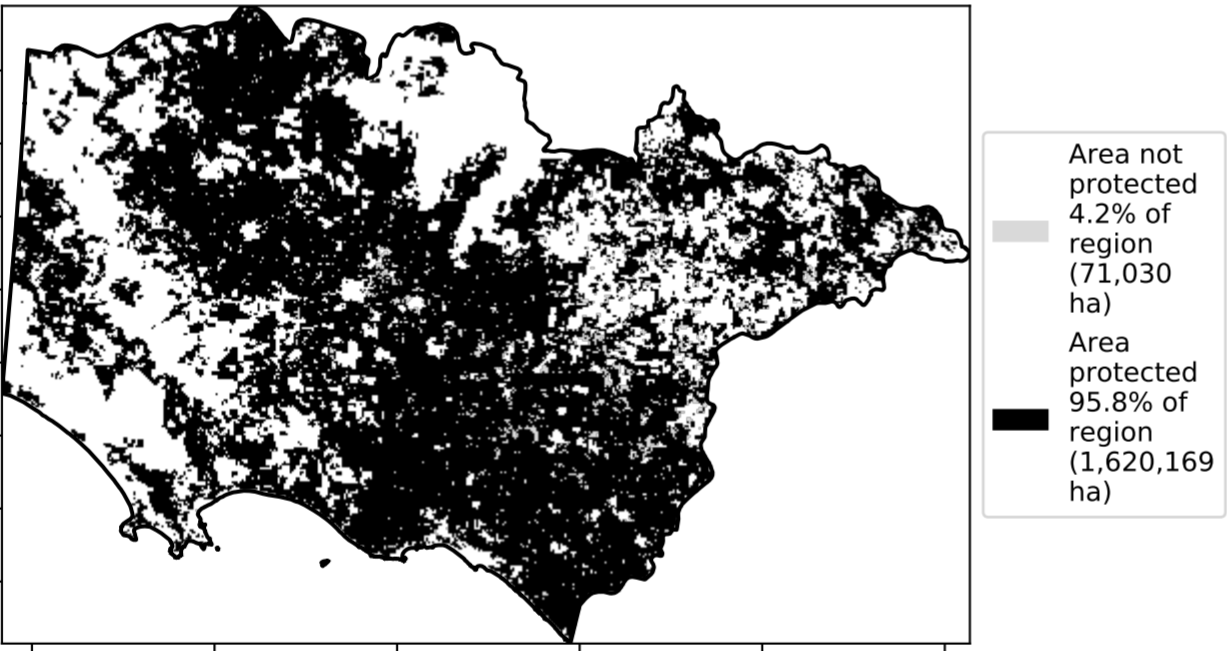 Area not
protected
4.2% of
region
(71,030
ha)
Area
protected
95.8% of
region
(1,620,169
ha)